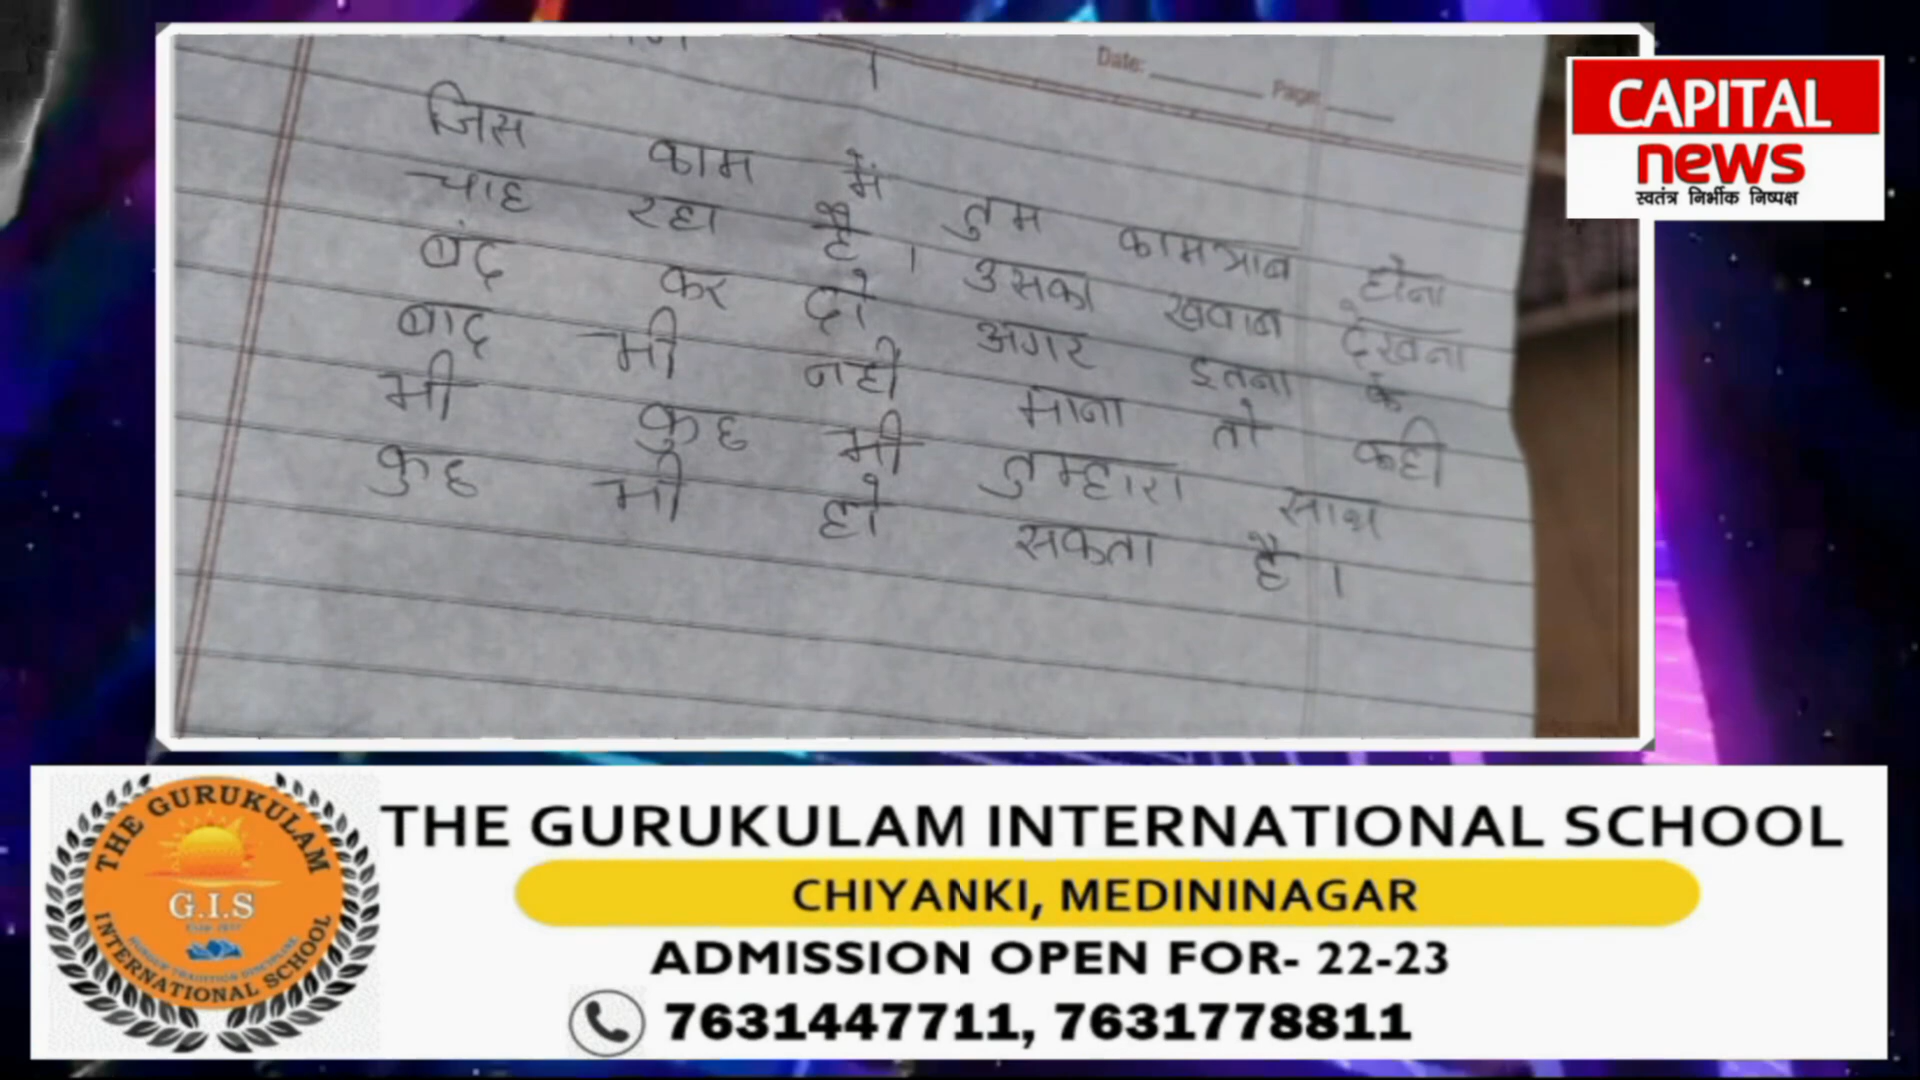 Date: Page:
जिस काम में तुम कामयाब होना
चाह रहा है। उसका ख्वाब देखना
बंद कर दो अगर इतना के
बाद भी नही माना तो कही
भी कुछ भी तुम्हारा साथ
कुछ भी हो सकता है।
CAPITAL
news
स्वतंत्र निर्भीक निष्पक्ष
THE GURUKULAM
G.I.S
INTERNATIONAL SCHOOL
THE GURUKULAM INTERNATIONAL SCHOOL
CHIYANKI, MEDININAGAR
ADMISSION OPEN FOR- 22-23
7631447711, 7631778811